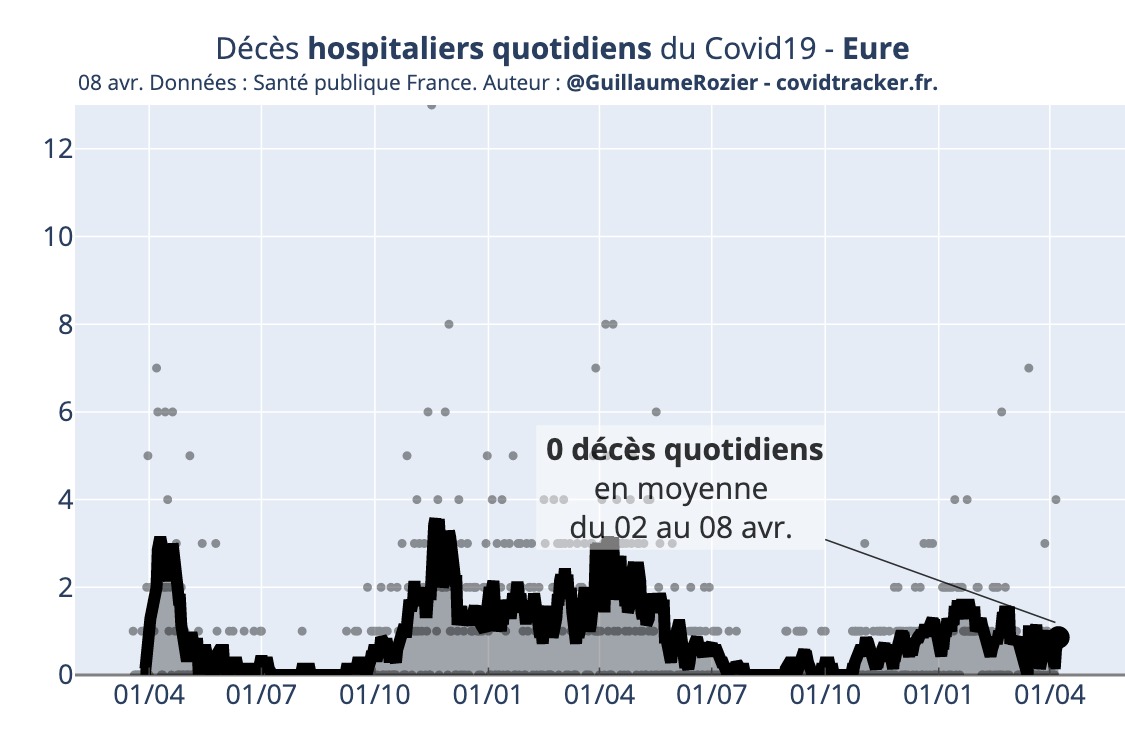 Décès hospitaliers quotidiens du Covid19 - Eure
08 avr. Données : Santé publique France. Auteur : @GuillaumeRozier - covidtracker.fr.
12
10
8
6
4
2
0
0 décès quotidiens
en moyenne
du 02 au 08 avr.
01/04 01/07 01/10 01/01 01/04 01/07 01/10 01/01 01/04